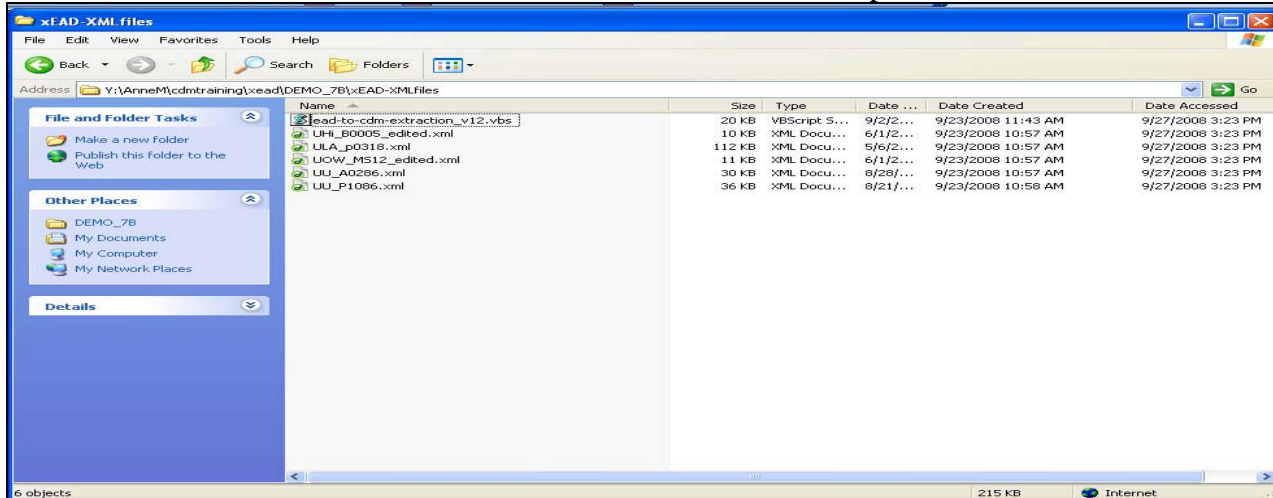 xEAD-XMLfiles
File Edit View Favorites Tools Help
Back Search Folders
Address Y:\AnneM\cdmtraining\xead\DEMO_7B\xEAD-XMLfiles Go
File and Folder Tasks
Make a new folder
Publish this folder to the
Web
Other Places
DEMO_7B
My Documents
My Computer
My Network Places
Details
Name Size Type Date ... Date Created Date Accessed
ead-to-cdm-extraction_v12.vbs 20 KB VBScript S... 9/2/2... 9/23/2008 11:43 AM 9/27/2008 3:23 PM
UHi_B0005_edited.xml 10 KB XML Docu... 6/1/2... 9/23/2008 10:57 AM 9/27/2008 3:23 PM
ULA_p0318.xml 112 KB XML Docu... 5/6/2... 9/23/2008 10:57 AM 9/27/2008 3:23 PM
UOW_MS12_edited.xml 11 KB XML Docu... 6/1/2... 9/23/2008 10:57 AM 9/27/2008 3:23 PM
UU_A0286.xml 30 KB XML Docu... 8/28/... 9/23/2008 10:57 AM 9/27/2008 3:23 PM
UU_P1086.xml 36 KB XML Docu... 8/21/... 9/23/2008 10:58 AM 9/27/2008 3:23 PM
6 objects 215 KB Internet